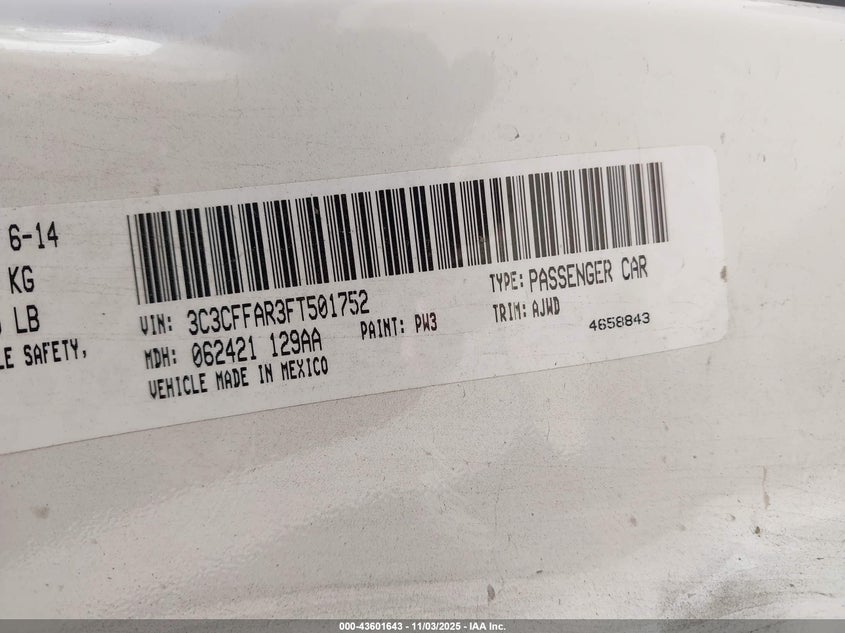 6-14
KG
LB
LE SAFETY,
VIN: 3C3CFFAR3FT501752
TYPE: PASSENGER CAR
MDH: 062421 129AA
PAINT: PW3
TRIM: AJWD
VEHICLE MADE IN MEXICO
4658843
000-43601643 - 11/03/2025 - IAA Inc.